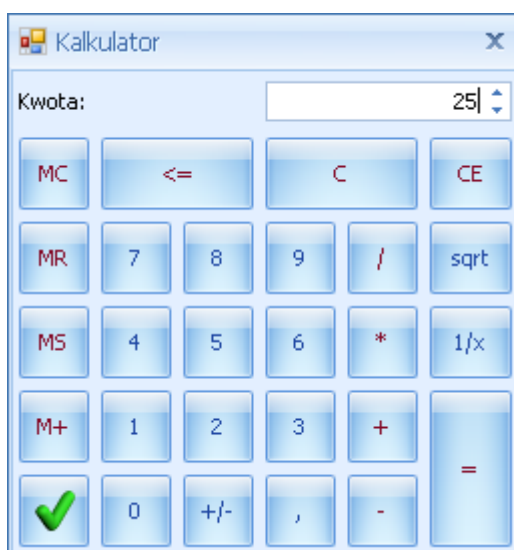 Kalkulator
Kwota: 25
MC <= C CE
MR 7 8 9 / sqrt
MS 4 5 6 * 1/x
M+ 1 2 3 + =
0 +/- , -